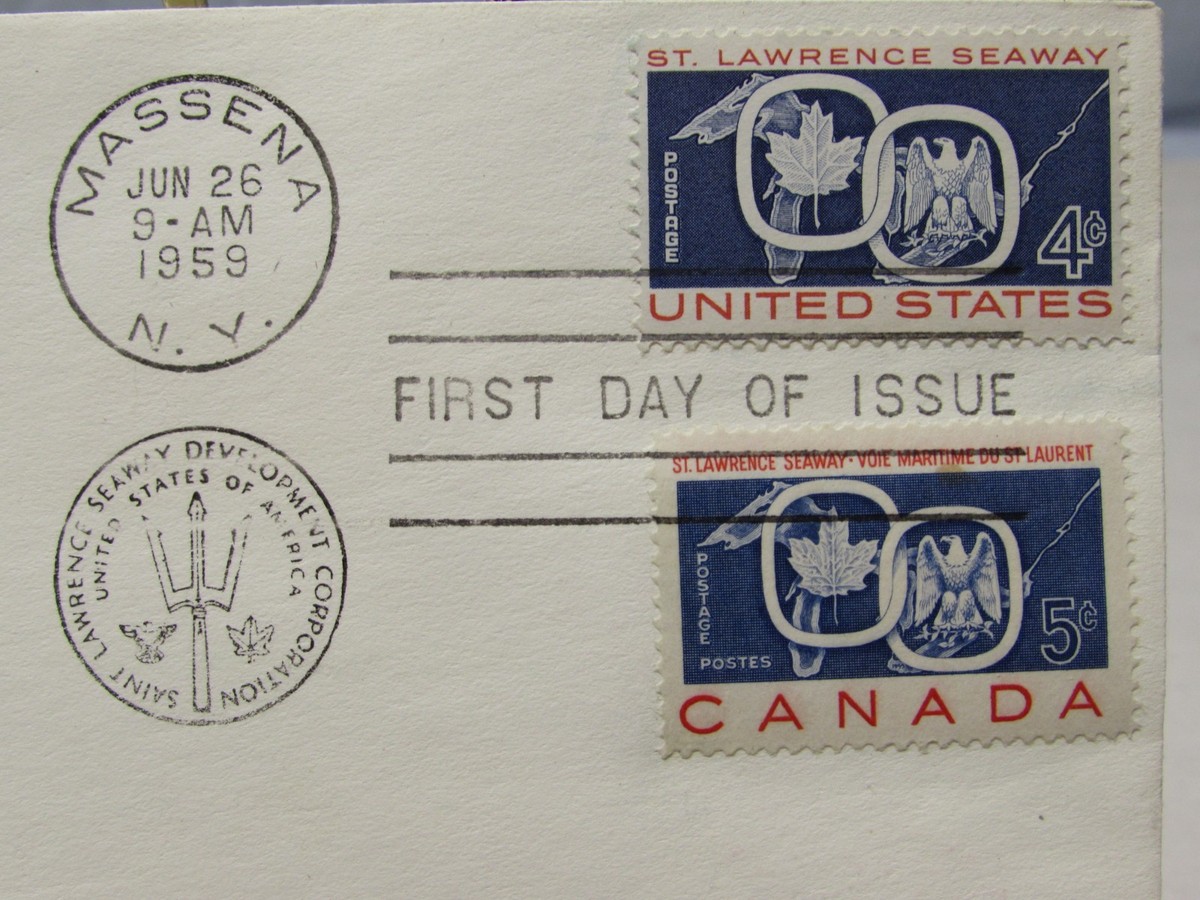 MASSENA
JUN 26
9-AM
1959
N. Y.
ST. LAWRENCE SEAWAY
POSTAGE
4¢
UNITED STATES
FIRST DAY OF ISSUE
SAINT LAWRENCE SEAWAY DEVELOPMENT CORPORATION
UNITED STATES OF AMERICA
ST. LAWRENCE SEAWAY · VOIE MARITIME DU ST-LAURENT
POSTAGE
POSTES
5¢
CANADA